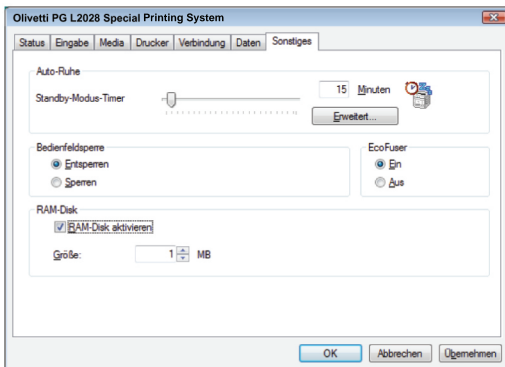 Olivetti PG L2028 Special Printing System
Status Eingabe Media Drucker Verbindung Daten Sonstiges
Auto-Ruhe
Standby-Modus-Timer 15 Minuten
Erweitert...
Bedienfeldsperre EcoFuser
Entsperren Ein
Sperren Aus
RAM-Disk
RAM-Disk aktivieren
Größe: 1 MB
OK Abbrechen Übernehmen